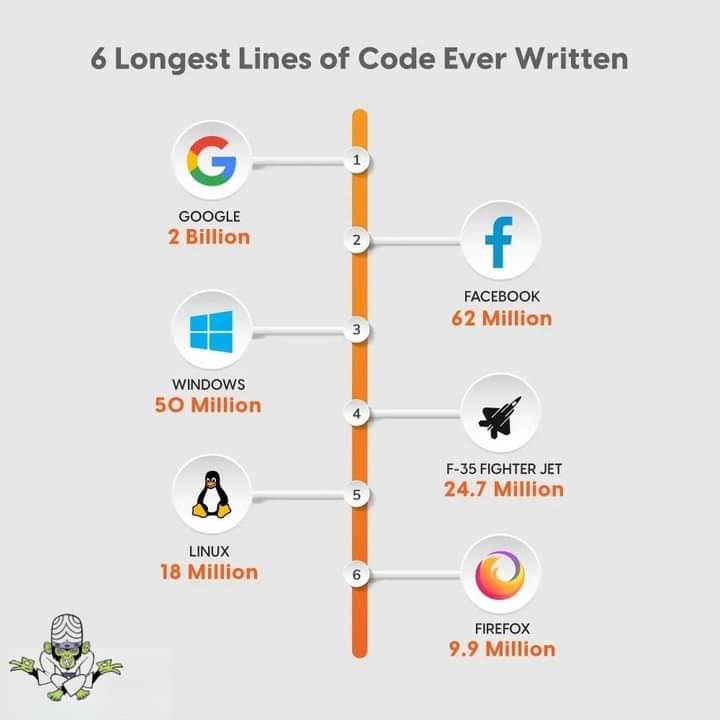 6 Longest Lines of Code Ever Written
1
GOOGLE
2 Billion
2
FACEBOOK
62 Million
3
WINDOWS
50 Million
4
F-35 FIGHTER JET
24.7 Million
5
LINUX
18 Million
6
FIREFOX
9.9 Million